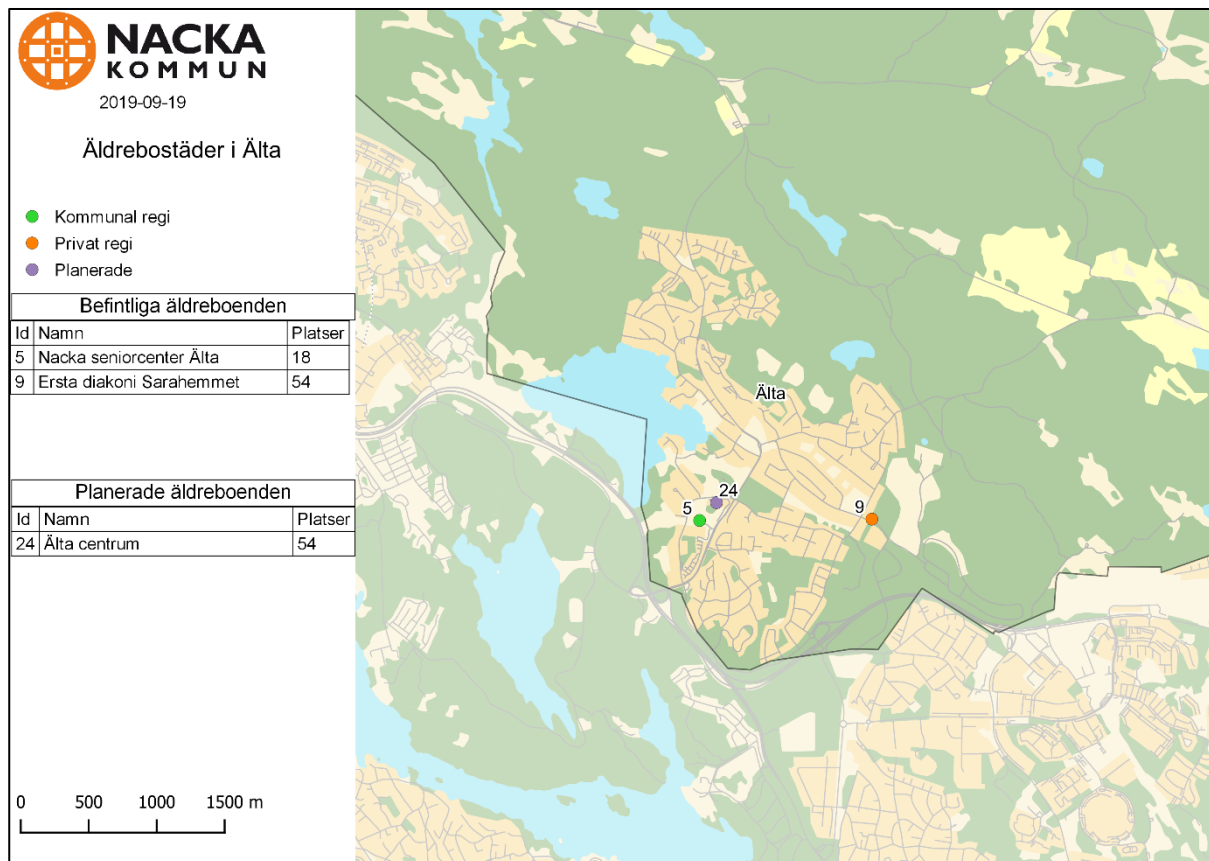 NACKA
KOMMUN
2019-09-19
Äldrebostäder i Älta
Kommunal regi
Privat regi
Planerade
Befintliga äldreboenden
Id Namn Platser
5 Nacka seniorcenter Älta 18
9 Ersta diakoni Sarahemmet 54
Planerade äldreboenden
Id Namn Platser
24 Älta centrum 54
0 500 1000 1500 m
Älta
24
5
9